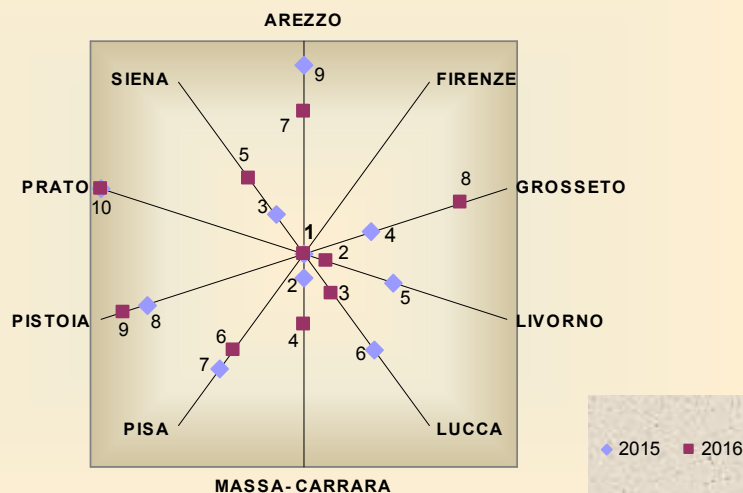 AREZZO
SIENA
FIRENZE
9
7
5
8
PRATO
GROSSETO
10
3
4
1
2
2
3
5
PISTOIA
9
8
4
LIVORNO
6
7
6
PISA
LUCCA
2015
2016
MASSA-CARRARA